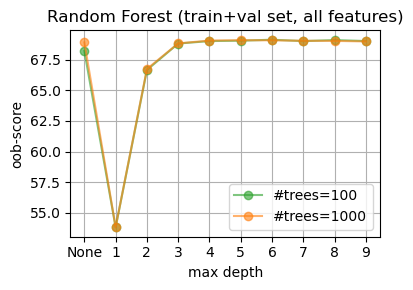 Random Forest (train+val set, all features)
oob-score
67.5
65.0
62.5
60.0
57.5
55.0
#trees=100
#trees=1000
None 1 2 3 4 5 6 7 8 9
max depth